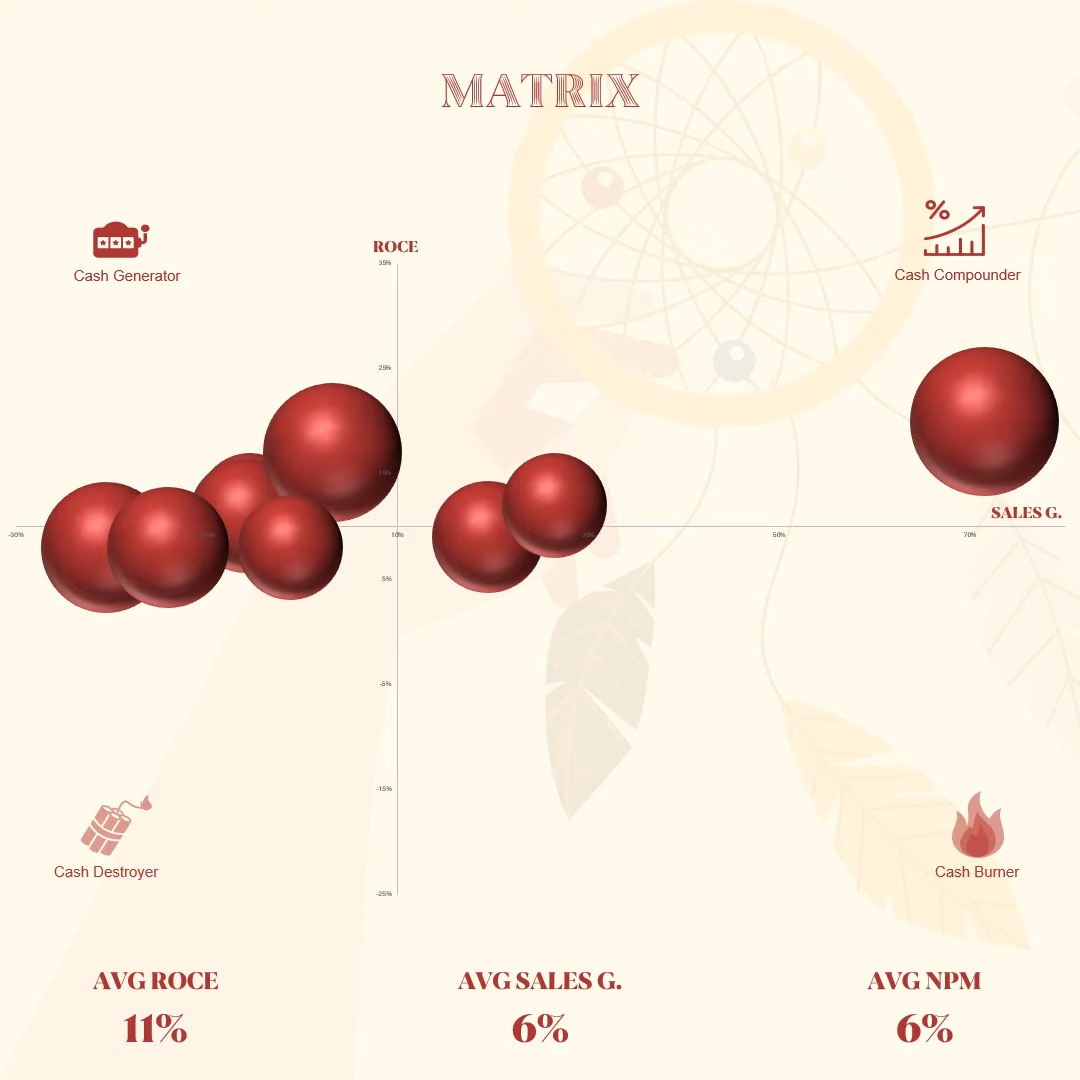 MATRIX
%
Cash Generator
Cash Compounder
ROCE
35%
25%
15%
SALES G.
-30%
-10%
10%
30%
50%
70%
5%
-5%
-15%
-25%
Cash Destroyer
Cash Burner
AVG ROCE
AVG SALES G.
AVG NPM
11%
6%
6%